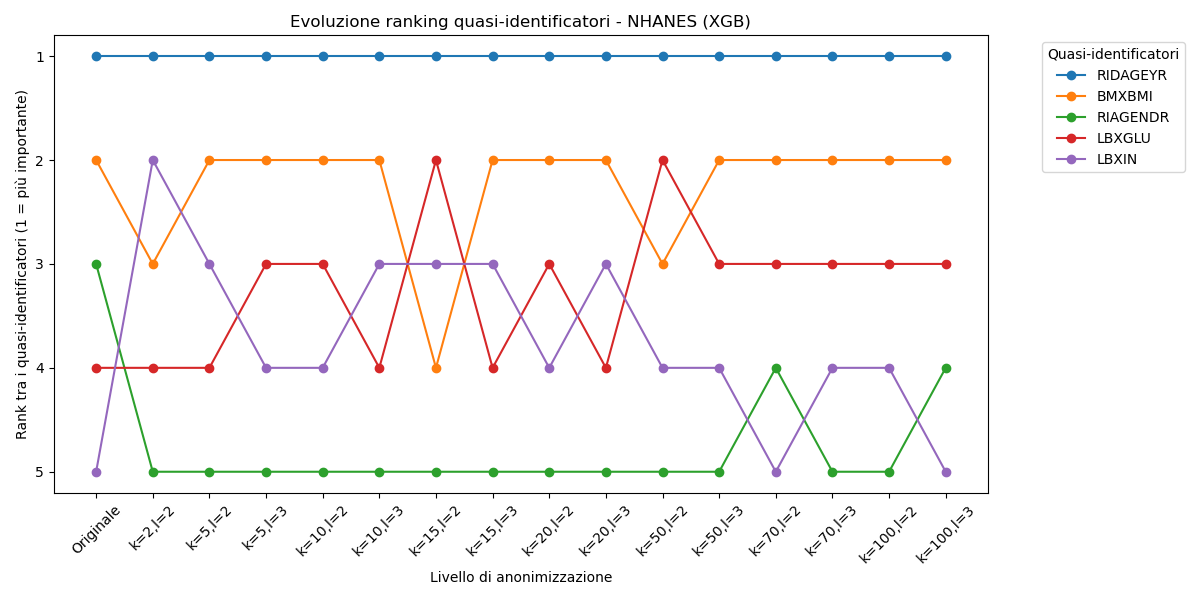 Evoluzione ranking quasi-identificatori - NHANES (XGB)
Rank tra i quasi-identificatori (1 = più importante)
1
2
3
4
5
Originale
k=2,l=2
k=5,l=2
k=5,l=3
k=10,l=2
k=10,l=3
k=15,l=2
k=15,l=3
k=20,l=2
k=20,l=3
k=50,l=2
k=50,l=3
k=70,l=2
k=70,l=3
k=100,l=2
k=100,l=3
Livello di anonimizzazione
Quasi-identificatori
RIDAGEYR
BMXBMI
RIAGENDR
LBXGLU
LBXIN